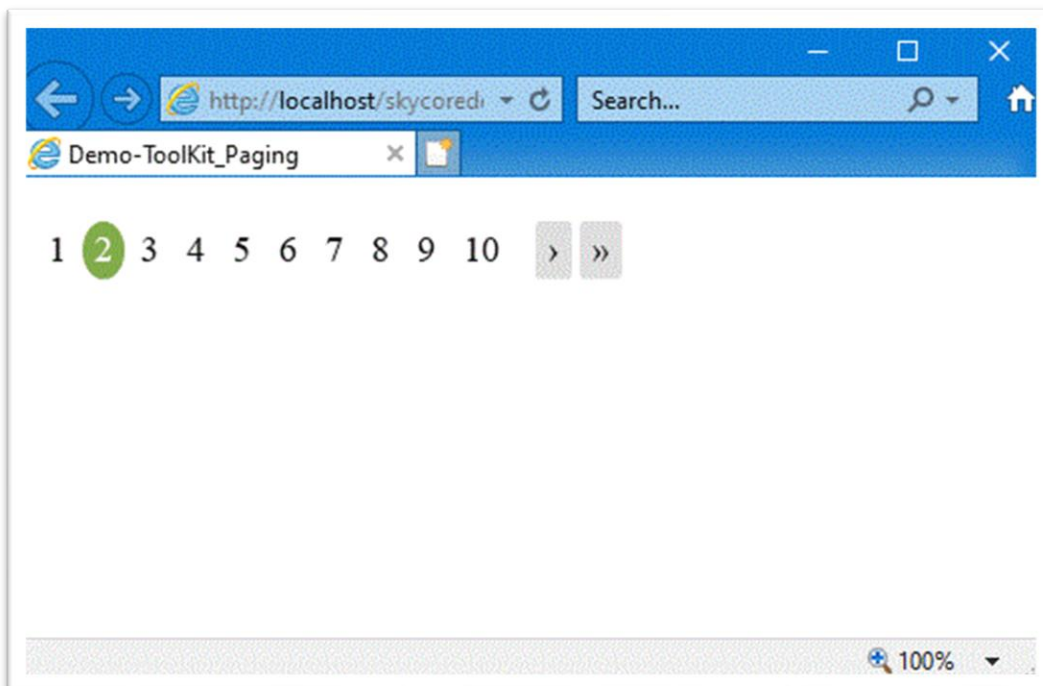 http://localhost/skycored
Search...
Demo-ToolKit_Paging
1 2 3 4 5 6 7 8 9 10 › »
100%